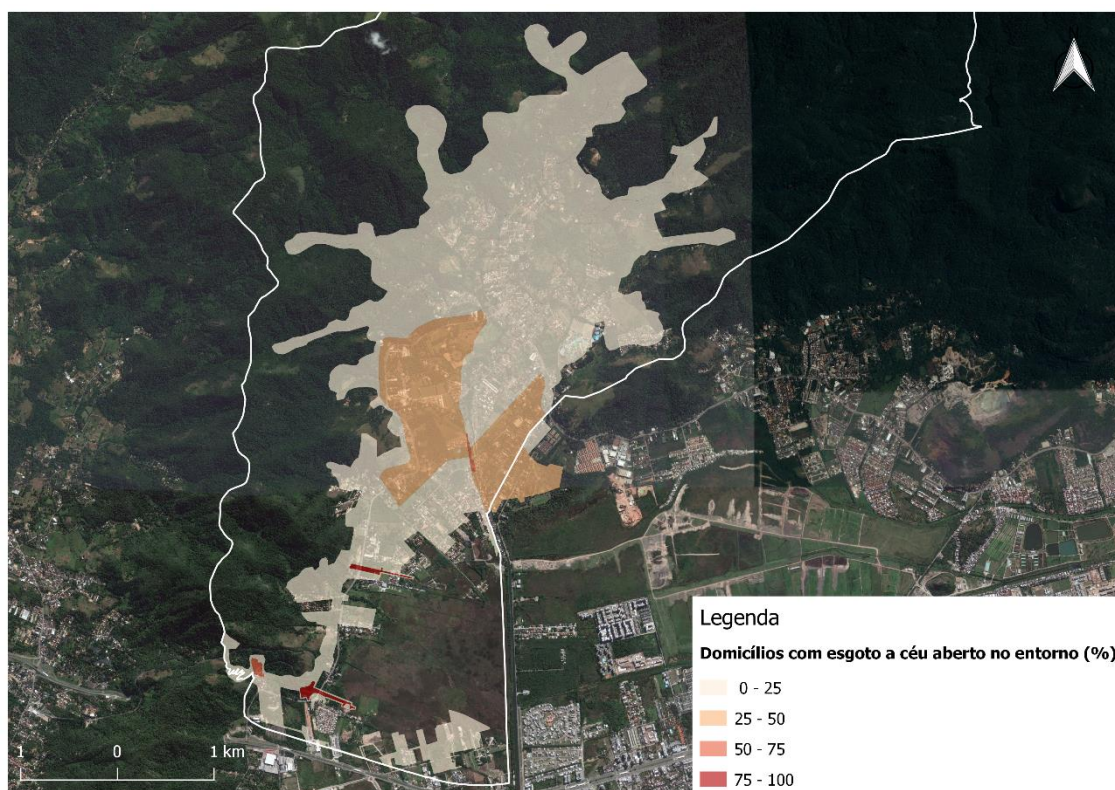 Legenda
Domicílios com esgoto a céu aberto no entorno (%)
0 - 25
25 - 50
50 - 75
75 - 100
1 0 1 km